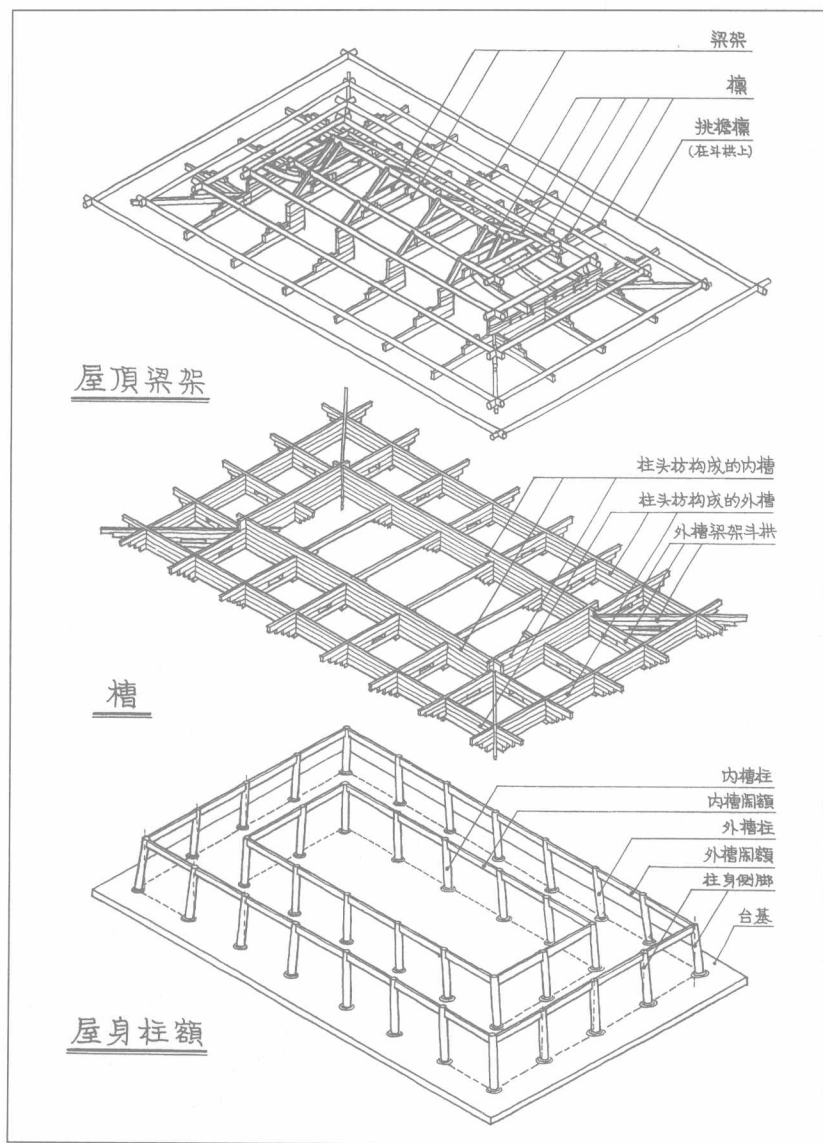 梁架
檩
挑檐檩
(在斗拱上)
屋頂梁架
柱头枋构成的内槽
柱头枋构成的外槽
外槽梁架斗拱
槽
内槽柱
内槽阑額
外槽柱
外槽阑額
柱身侧脚
台基
屋身柱額